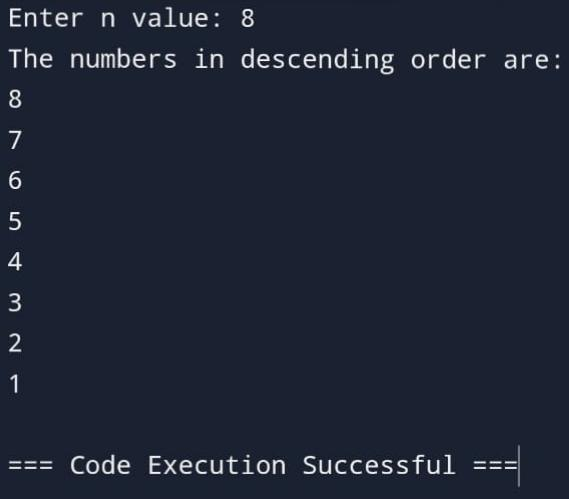 Enter n value: 8
The numbers in descending order are:
8
7
6
5
4
3
2
1
=== Code Execution Successful ===